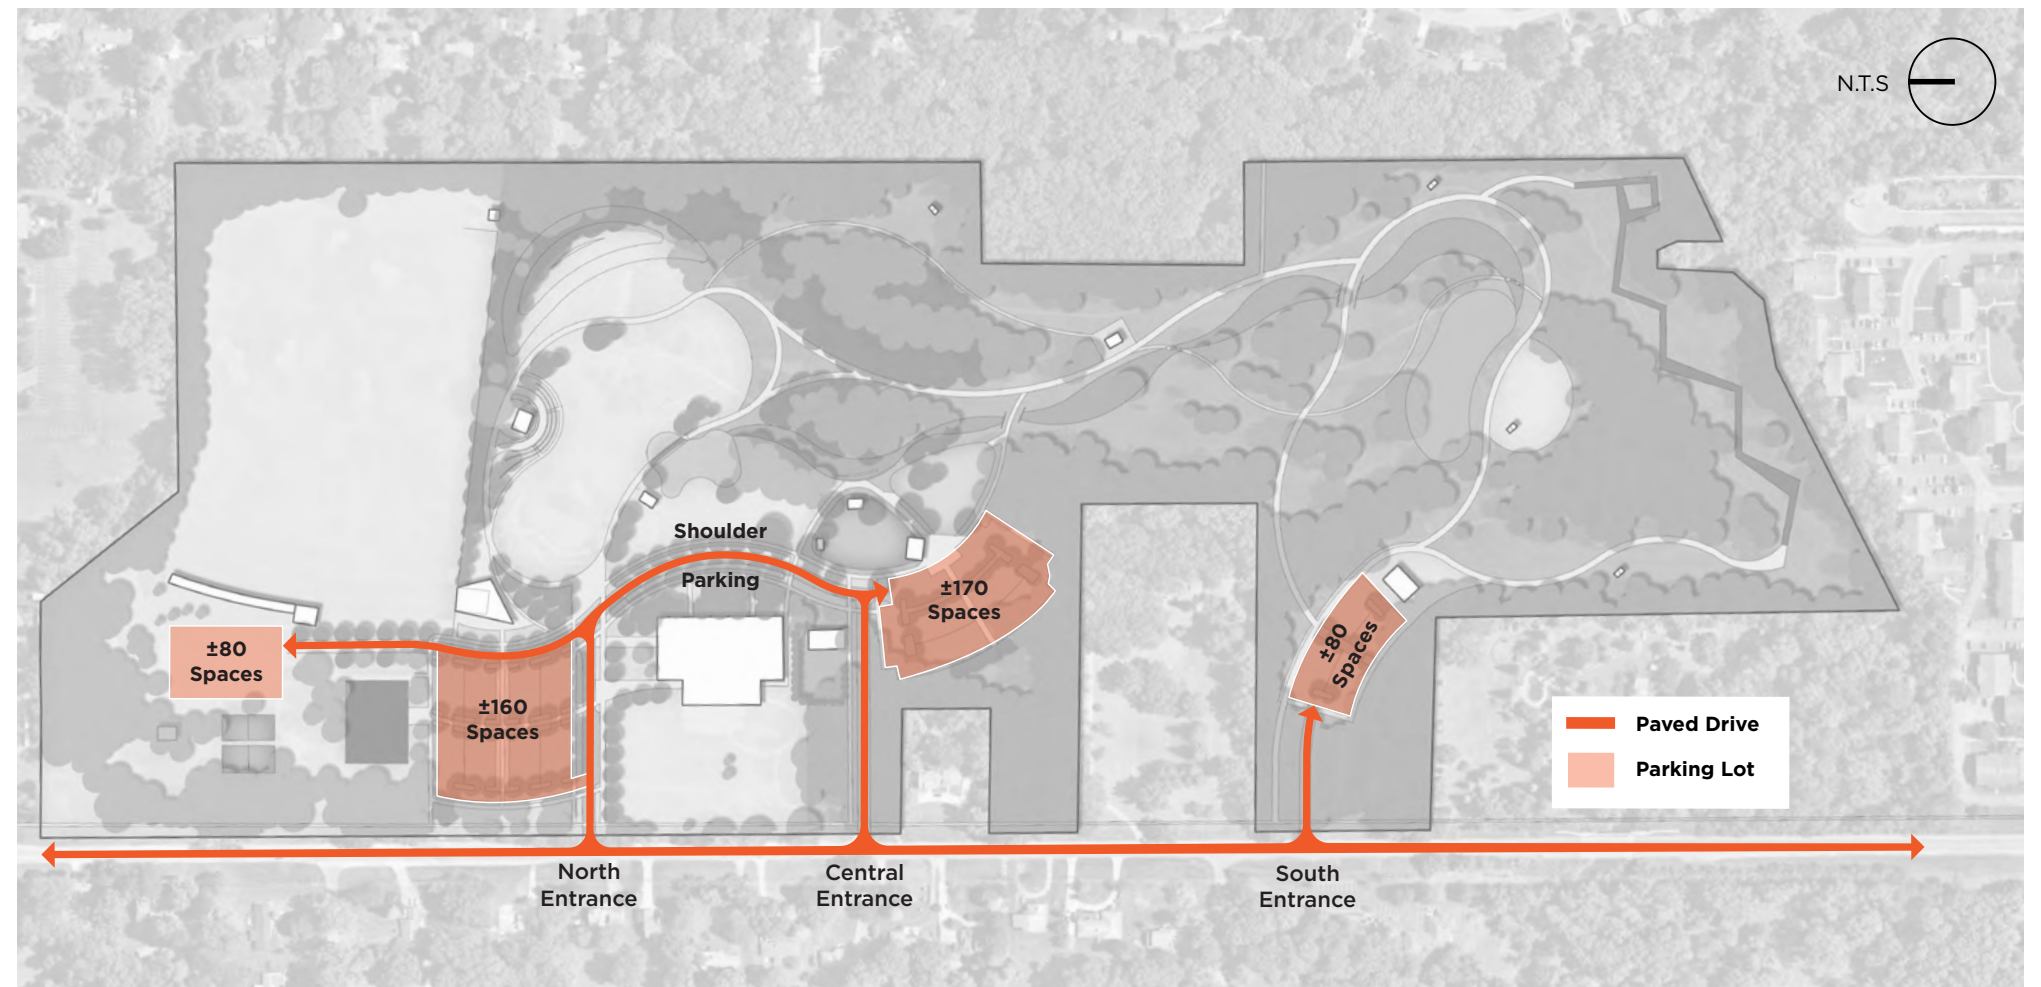 N.T.S
Shoulder
Parking
±170
Spaces
±80
Spaces
±80
Spaces
±160
Spaces
Paved Drive
Parking Lot
North
Entrance
Central
Entrance
South
Entrance